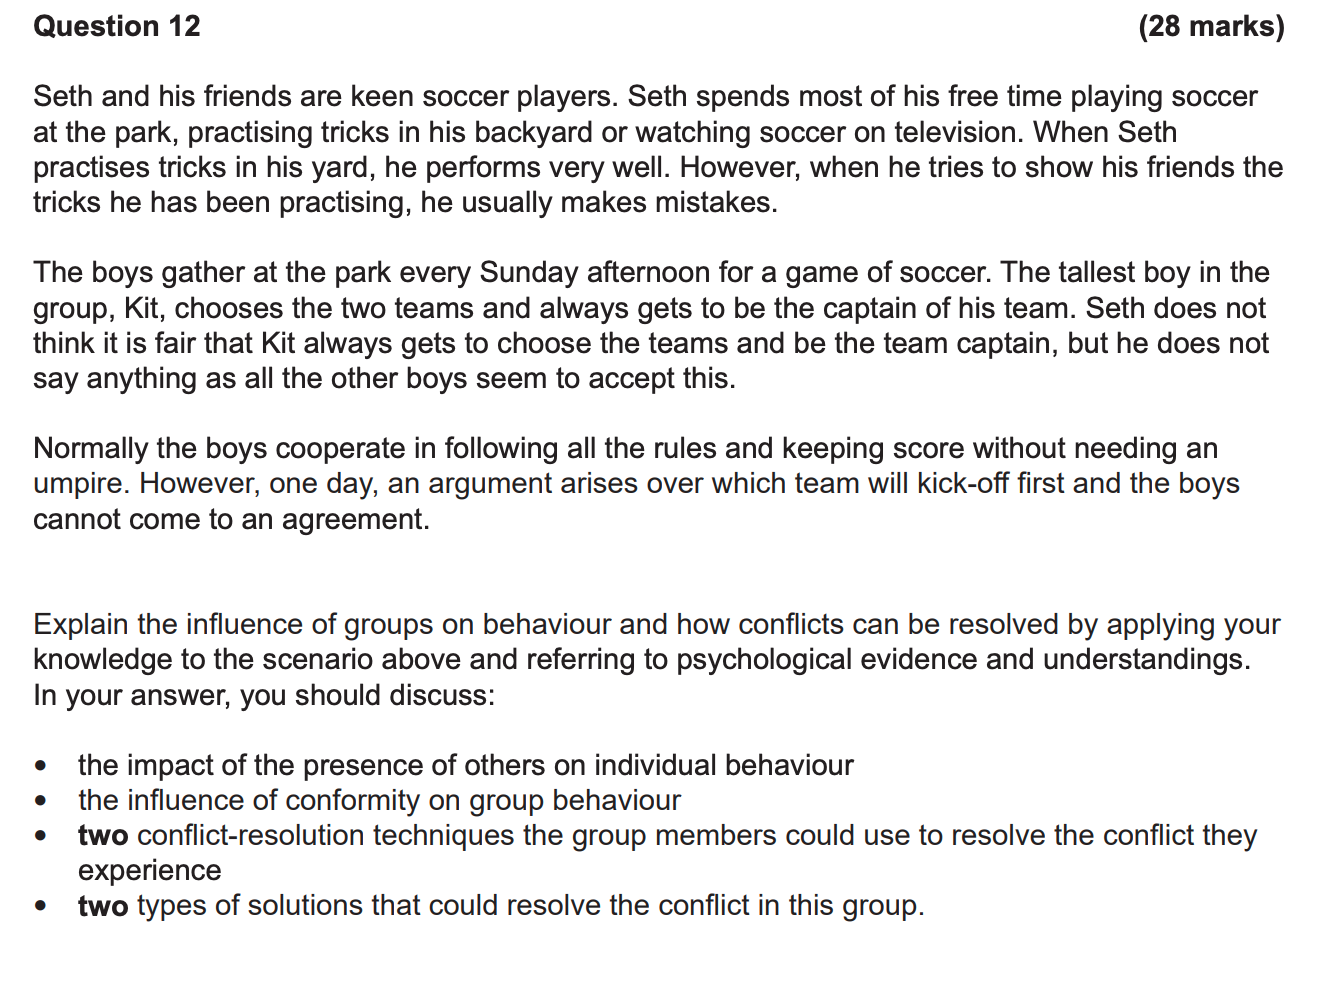 Question 12 (28 marks)
Seth and his friends are keen soccer players. Seth spends most of his free time playing soccer
at the park, practising tricks in his backyard or watching soccer on television. When Seth
practises tricks in his yard, he performs very well. However, when he tries to show his friends the
tricks he has been practising, he usually makes mistakes.
The boys gather at the park every Sunday afternoon for a game of soccer. The tallest boy in the
group, Kit, chooses the two teams and always gets to be the captain of his team. Seth does not
think it is fair that Kit always gets to choose the teams and be the team captain, but he does not
say anything as all the other boys seem to accept this.
Normally the boys cooperate in following all the rules and keeping score without needing an
umpire. However, one day, an argument arises over which team will kick-off first and the boys
cannot come to an agreement.
Explain the influence of groups on behaviour and how conflicts can be resolved by applying your
knowledge to the scenario above and referring to psychological evidence and understandings.
In your answer, you should discuss:
• the impact of the presence of others on individual behaviour
• the influence of conformity on group behaviour
• two conflict-resolution techniques the group members could use to resolve the conflict they
experience
• two types of solutions that could resolve the conflict in this group.